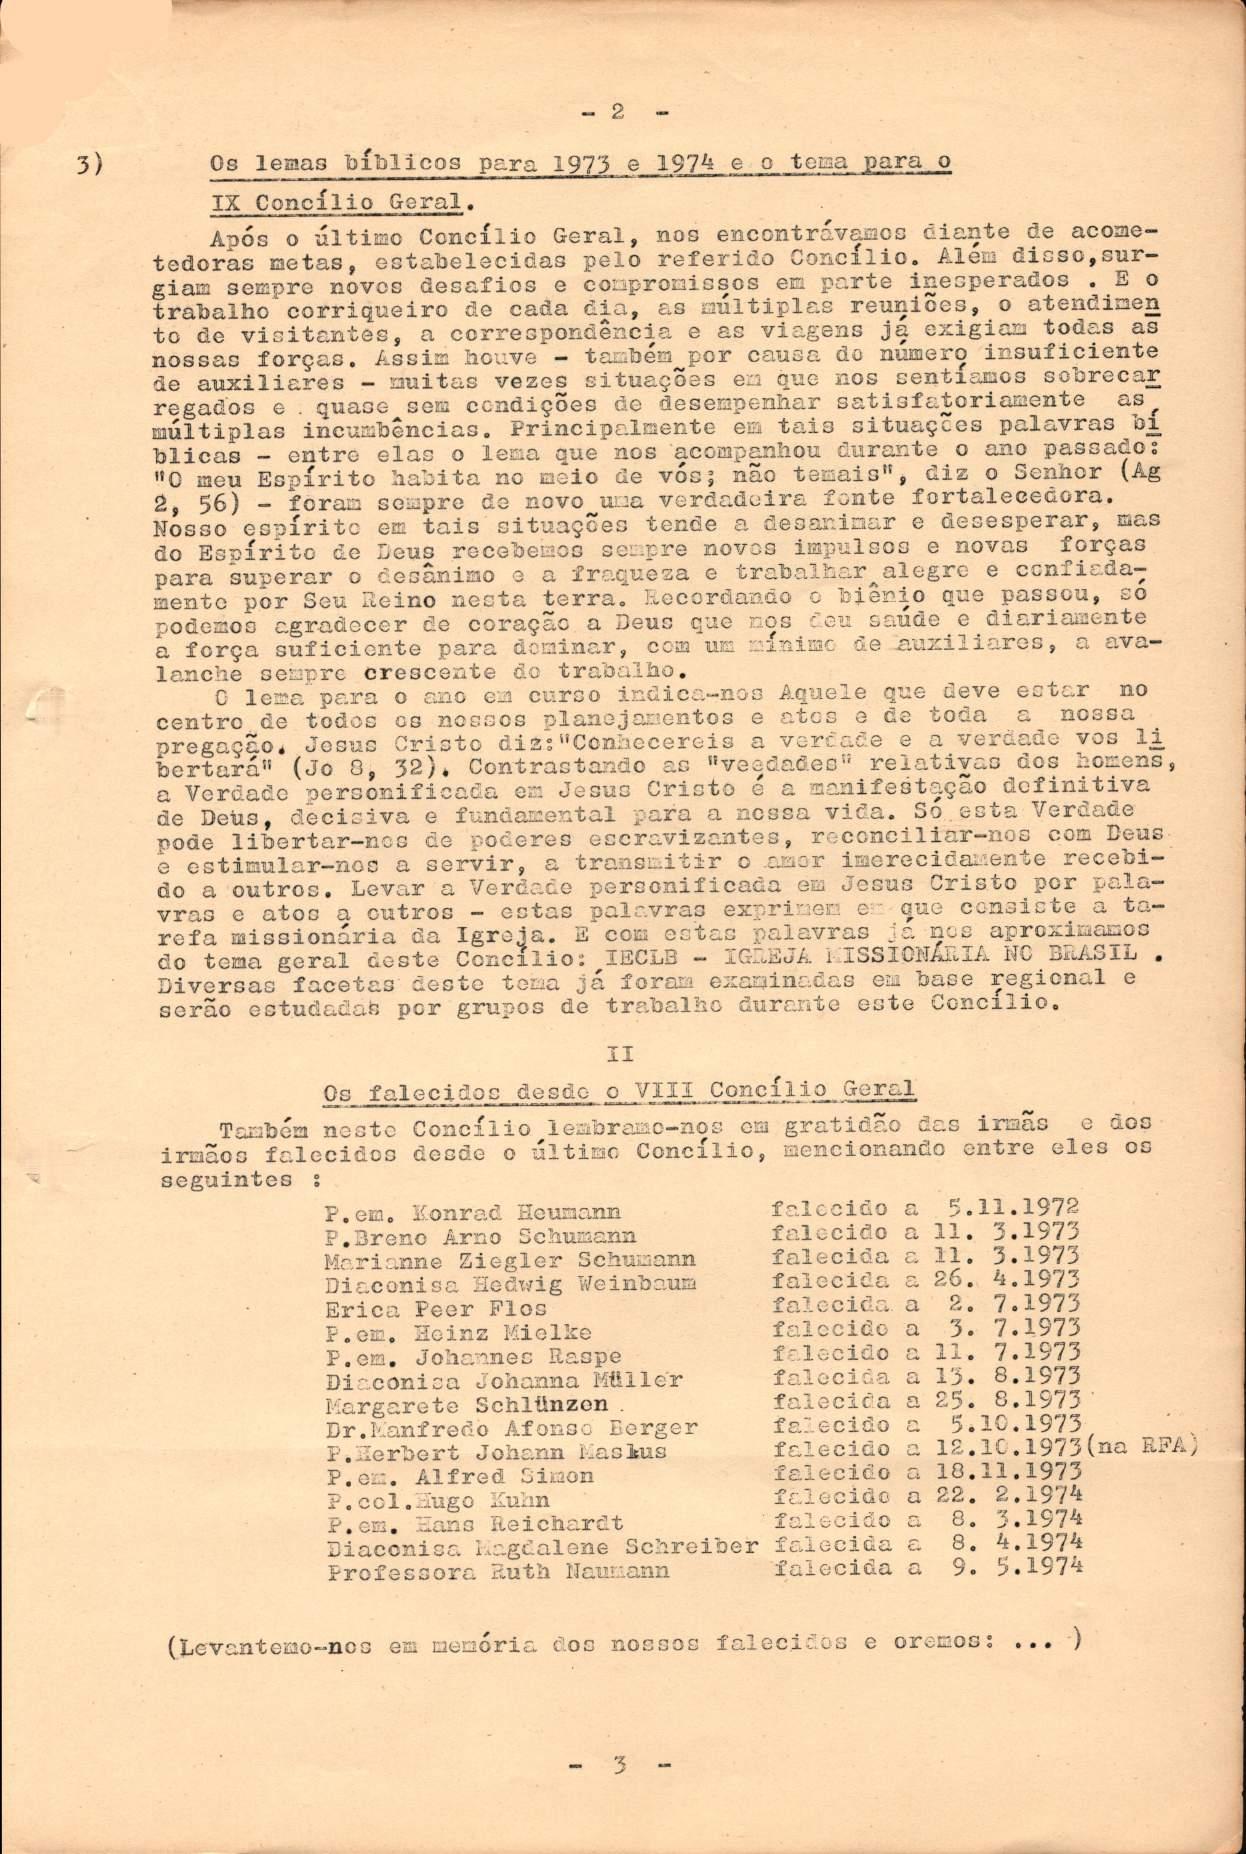 - 2 -
3) Os lemas bíblicos para 1973 e 1974 e o tema para o
IX Concílio Geral.
Após o último Concílio Geral, nos encontrávamos diante de acome-
tedoras metas, estabelecidas pelo referido Concílio. Além disso,sur-
giam sempre novos desafios e compromissos em parte inesperados . E o
trabalho corriqueiro de cada dia, as múltiplas reuniões, o atendimen
to de visitantes, a correspondência e as viagens já exigiam todas as
nossas forças. Assim houve - também por causa do número insuficiente
de auxiliares - muitas vezes situações em que nos sentíamos sobrecar
regados e . quase sem condições de desempenhar satisfatoriamente as
múltiplas incumbências. Principalmente em tais situações palavras bí
blicas - entre elas o lema que nos acompanhou durante o ano passado:
"O meu Espírito habita no meio de vós; não temais", diz o Senhor (Ag
2, 56) - foram sempre de novo uma verdadeira fonte fortalecedora.
Nosso espírito em tais situações tende a desanimar e desesperar, mas
do Espírito de Deus recebemos sempre novos impulsos e novas forças
para superar o desânimo e a fraqueza e trabalhar alegre e confiada-
mente por Seu Reino nesta terra. Recordando o biênio que passou, só
podemos agradecer de coração a Deus que nos deu saúde e diariamente
a força suficiente para dominar, com um mínimo de auxiliares, a ava-
lanche sempre crescente do trabalho.
O lema para o ano em curso indica-nos Aquele que deve estar no
centro de todos os nossos planejamentos e atos e de toda a nossa
pregação. Jesus Cristo diz:"Conhecereis a verdade e a verdade vos li
bertará" (Jo 8, 32). Contrastando as "veedades" relativas dos homens,
a Verdade personificada em Jesus Cristo é a manifestação definitiva
de Deus, decisiva e fundamental para a nossa vida. Só esta Verdade
pode libertar-nos de poderes escravizantes, reconciliar-nos com Deus
e estimular-nos a servir, a transmitir o amor imerecidamente recebi-
do a outros. Levar a Verdade personificada em Jesus Cristo por pala-
vras e atos a outros - estas palavras exprimem em que consiste a ta-
refa missionária da Igreja. E com estas palavras já nos aproximamos
do tema geral deste Concílio: IECLB - IGREJA MISSIONÁRIA NO BRASIL .
Diversas facetas deste tema já foram examinadas em base regional e
serão estudadas por grupos de trabalho durante este Concílio.
II
Os falecidos desde o VIII Concílio Geral
Também neste Concílio lembramo-nos em gratidão das irmãs e dos
irmãos falecidos desde o último Concílio, mencionando entre eles os
seguintes :
P.em. Konrad Heumann falecido a 5.11.1972
P.Breno Arno Schumann falecido a 11. 3.1973
Marianne Ziegler Schumann falecida a 11. 3.1973
Diaconisa Hedwig Weinbaum falecida a 26. 4.1973
Erica Peer Flos falecida a 2. 7.1973
P.em. Heinz Mielke falecido a 3. 7.1973
P.em. Johannes Raspe falecido a 11. 7.1973
Diaconisa Johanna Müller falecida a 13. 8.1973
Margarete Schlünzen . falecida a 25. 8.1973
Dr.Manfredo Afonso Berger falecido a 5.10.1973
P.Herbert Johann Maskus falecido a 12.10.1973(na RFA)
P.em. Alfred Simon falecido a 18.11.1973
P.col.Hugo Kuhn falecido a 22. 2.1974
P.em. Hans Reichardt falecido a 8. 3.1974
Diaconisa Magdalene Schreiber falecida a 8. 4.1974
Professora Ruth Naumann falecida a 9. 5.1974
(Levantemo-nos em memória dos nossos falecidos e oremos: ... )
- 3 -